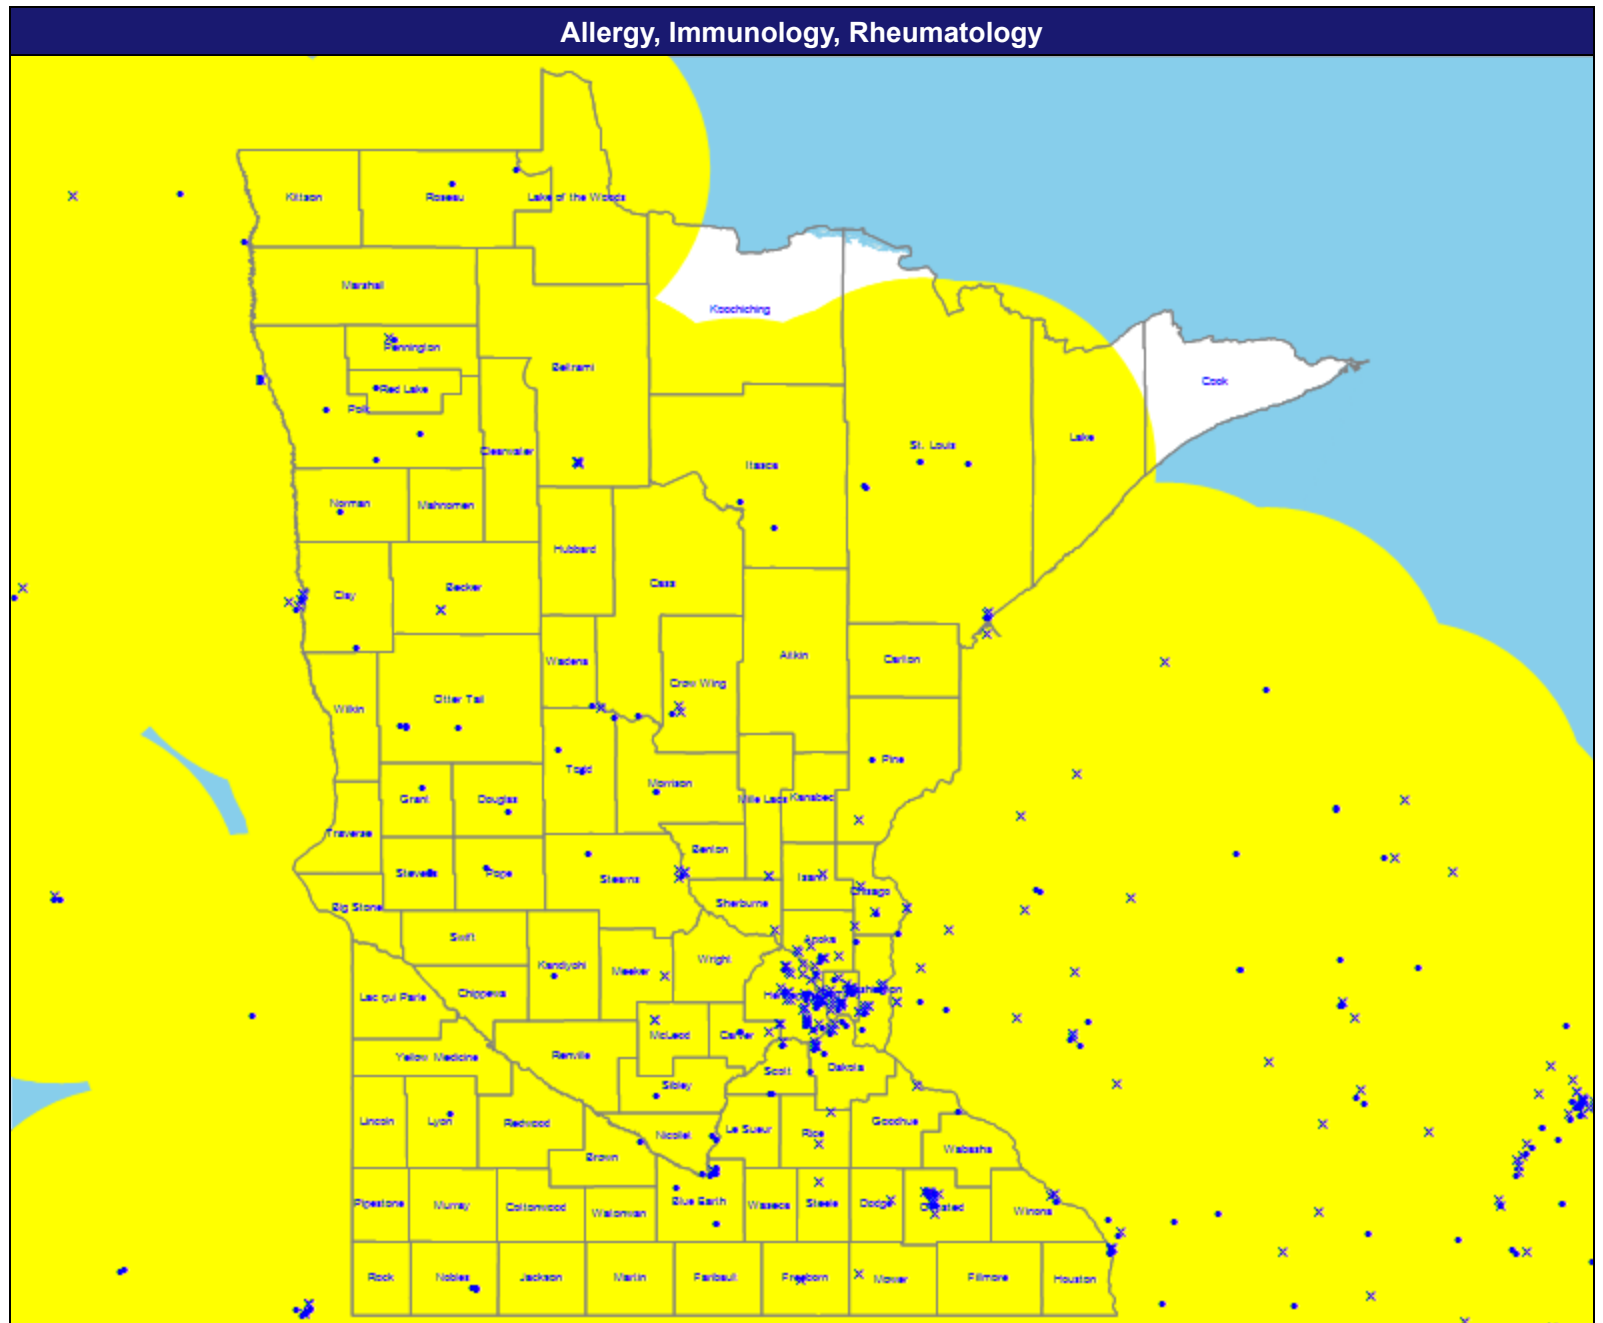 Allergy, Immunology, Rheumatology
Kittson
Roseau
Lake of the Woods
Marshall
Koochiching
Pennington
Beltrami
Cook
Red Lake
Polk
Lake
St. Louis
Clearwater
Itasca
Norman
Mahnomen
Hubbard
Cass
Becker
Clay
Aitkin
Carlton
Wadena
Crow Wing
Otter Tail
Wilkin
Pine
Todd
Morrison
Grant
Douglas
Mille Lacs
Kanabec
Traverse
Benton
Stevens
Pope
Stearns
Isanti
Chisago
Sherburne
Big Stone
Swift
Anoka
Wright
Kandiyohi
Meeker
Chippewa
Lac qui Parle
McLeod
Carver
Renville
Yellow Medicine
Dakota
Scott
Sibley
Lincoln
Lyon
Redwood
Goodhue
Le Sueur
Rice
Nicollet
Wabasha
Brown
Pipestone
Murray
Cottonwood
Watonwan
Blue Earth
Waseca
Steele
Dodge
Olmsted
Winona
Rock
Nobles
Jackson
Martin
Faribault
Freeborn
Mower
Fillmore
Houston